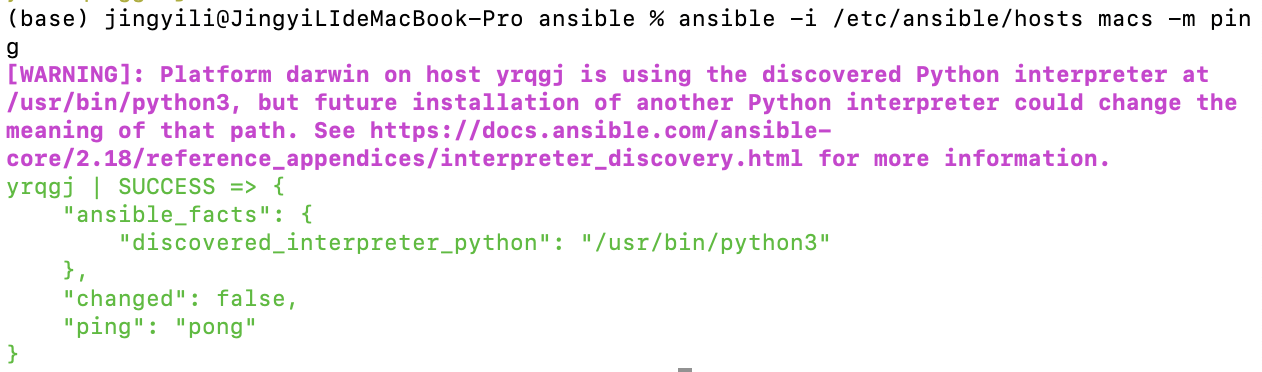 (base) jingyili@JingyiLIdeMacBook-Pro ansible % ansible -i /etc/ansible/hosts macs -m pin
g
[WARNING]: Platform darwin on host yrqgj is using the discovered Python interpreter at
/usr/bin/python3, but future installation of another Python interpreter could change the
meaning of that path. See https://docs.ansible.com/ansible-
core/2.18/reference_appendices/interpreter_discovery.html for more information.
yrqgj | SUCCESS => {
    "ansible_facts": {
        "discovered_interpreter_python": "/usr/bin/python3"
    },
    "changed": false,
    "ping": "pong"
}